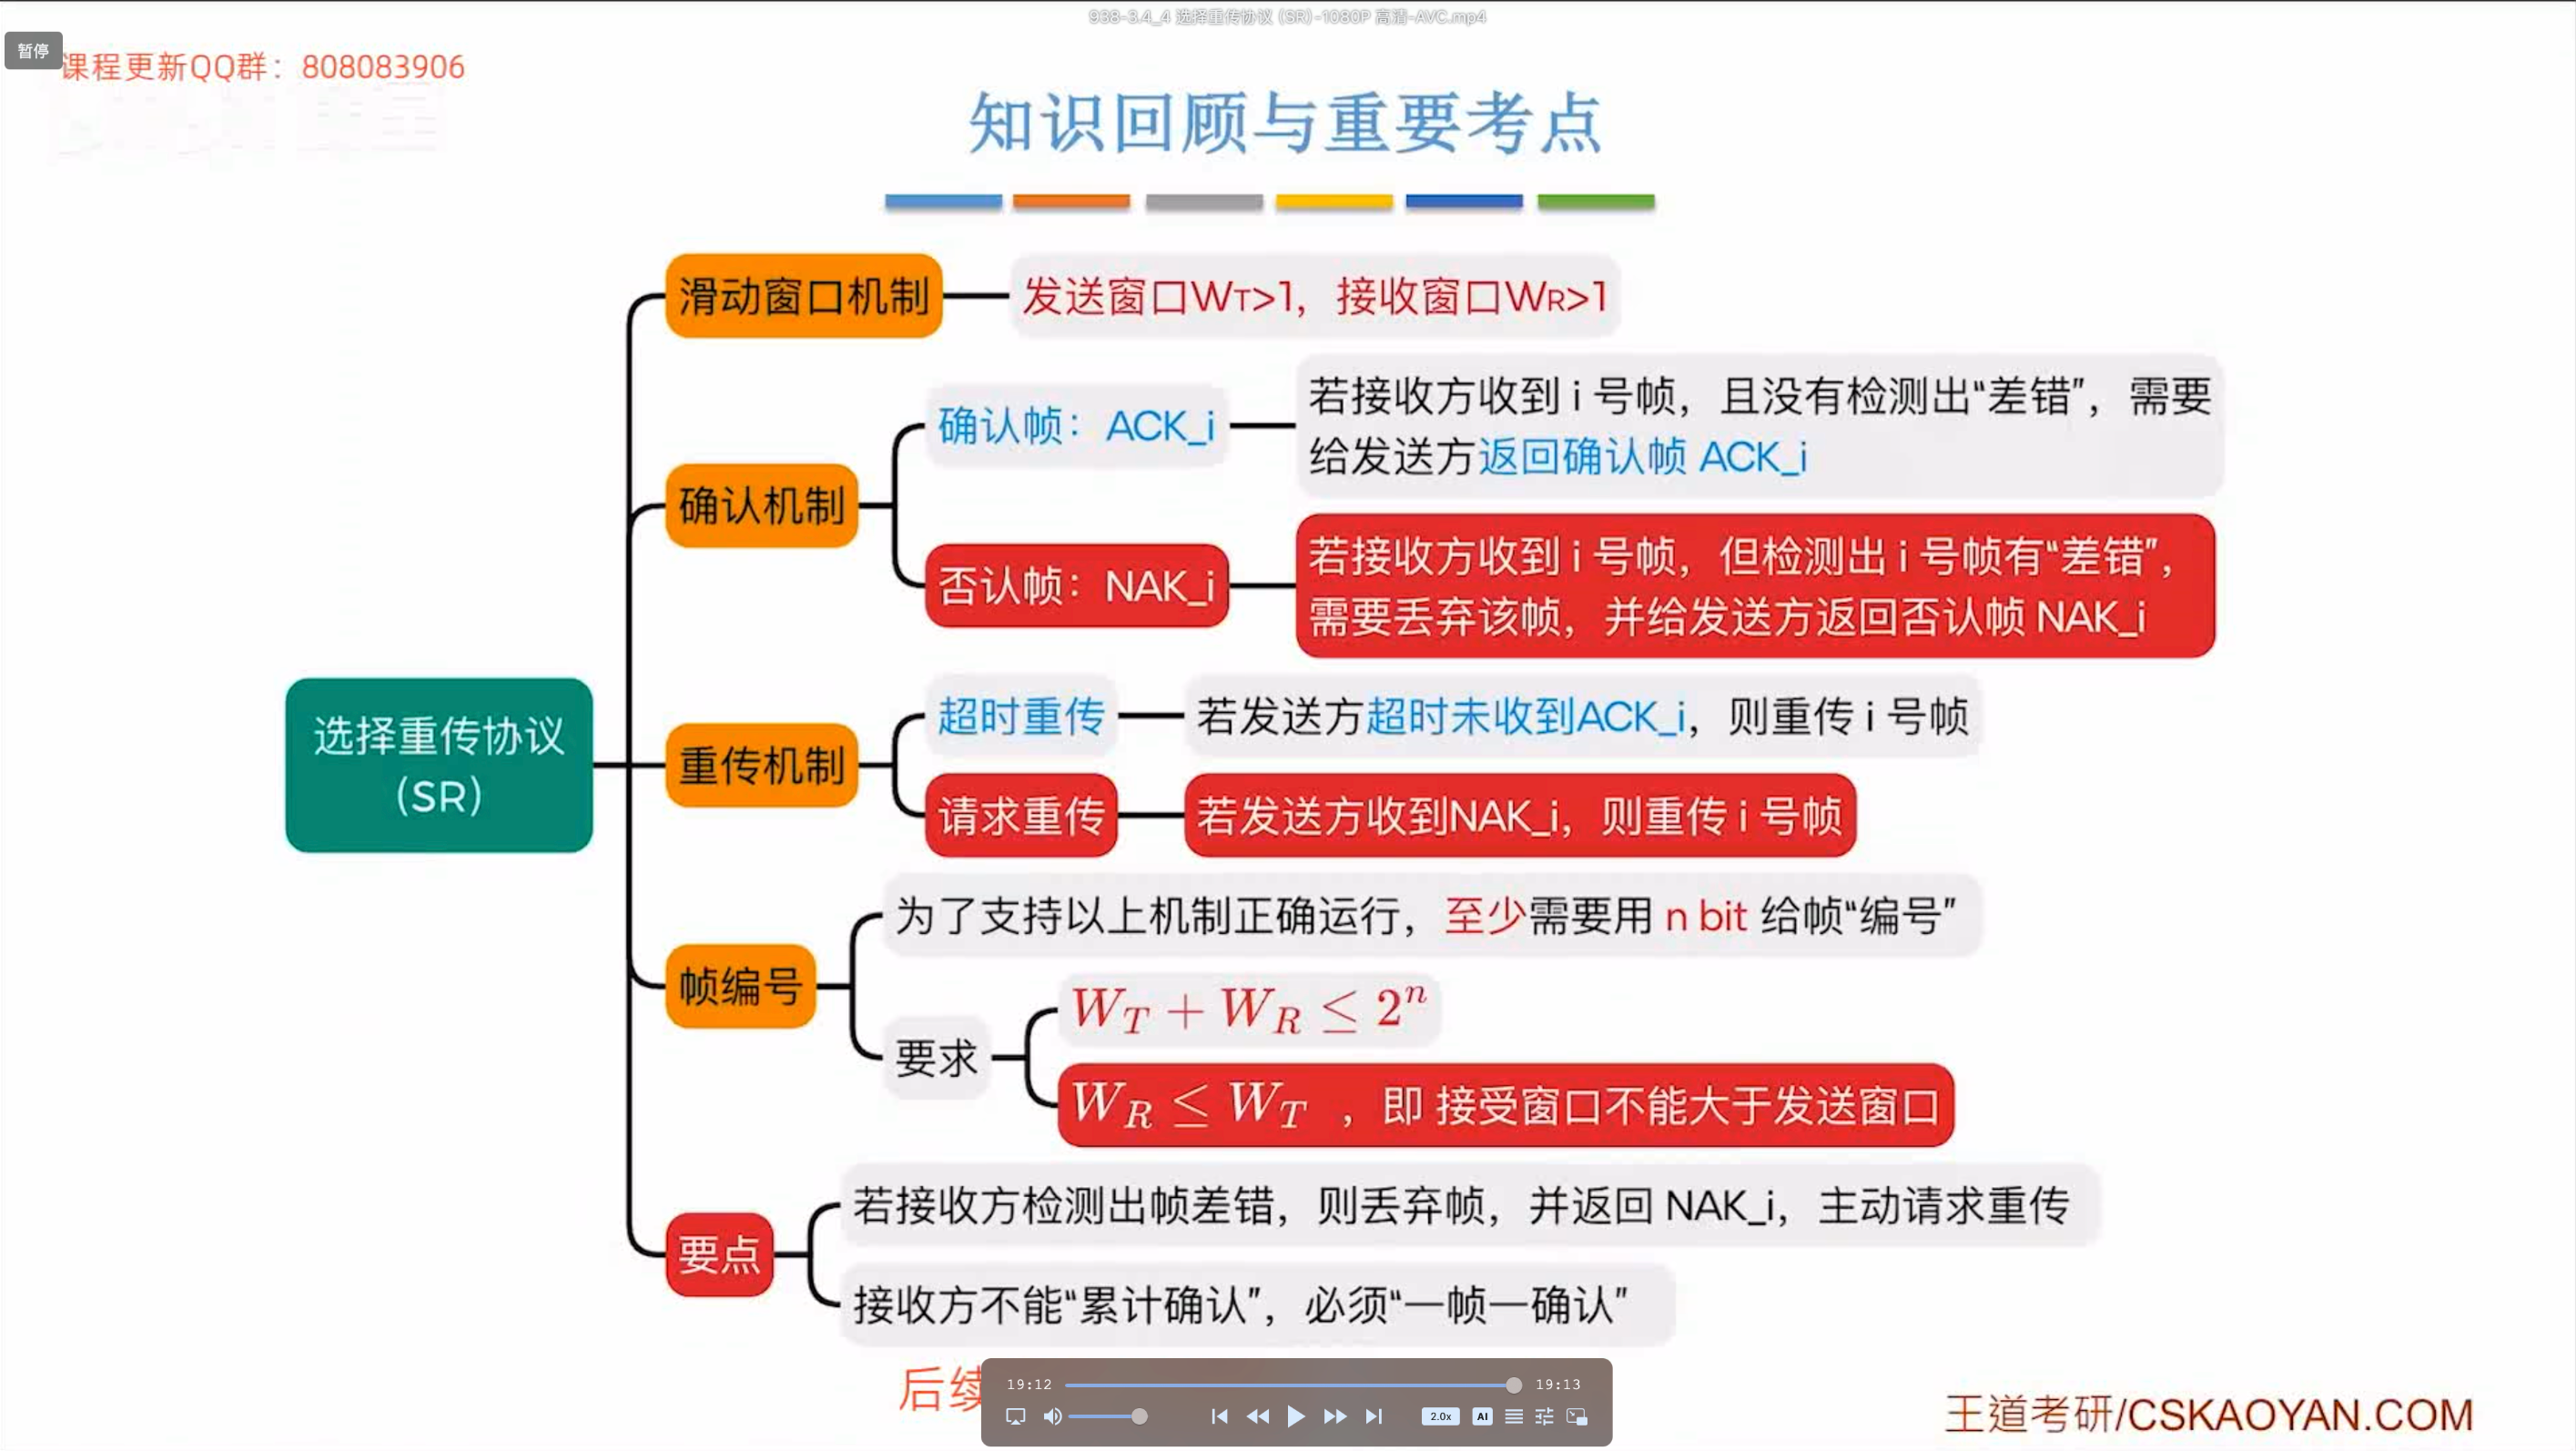 938-3.4_4 选择重传协议 (SR)-1080P 高清-AVC.mp4
暂停
课程更新QQ群：808083906
知识回顾与重要考点
滑动窗口机制
发送窗口WT>1，接收窗口WR>1
确认机制
确认帧：ACK_i
若接收方收到 i 号帧，且没有检测出“差错”，需要
给发送方返回确认帧 ACK_i
否认帧：NAK_i
若接收方收到 i 号帧，但检测出 i 号帧有“差错”，
需要丢弃该帧，并给发送方返回否认帧 NAK_i
选择重传协议
（SR）
重传机制
超时重传
若发送方超时未收到ACK_i，则重传 i 号帧
请求重传
若发送方收到NAK_i，则重传 i 号帧
帧编号
为了支持以上机制正确运行，至少需要用 n bit 给帧“编号”
要求
W_T + W_R ≤ 2^n
W_R ≤ W_T ，即 接受窗口不能大于发送窗口
要点
若接收方检测出帧差错，则丢弃帧，并返回 NAK_i，主动请求重传
接收方不能“累计确认”，必须“一帧一确认”
后续
19:12
19:13
2.0x
AI
王道考研/CSKAOYAN.COM